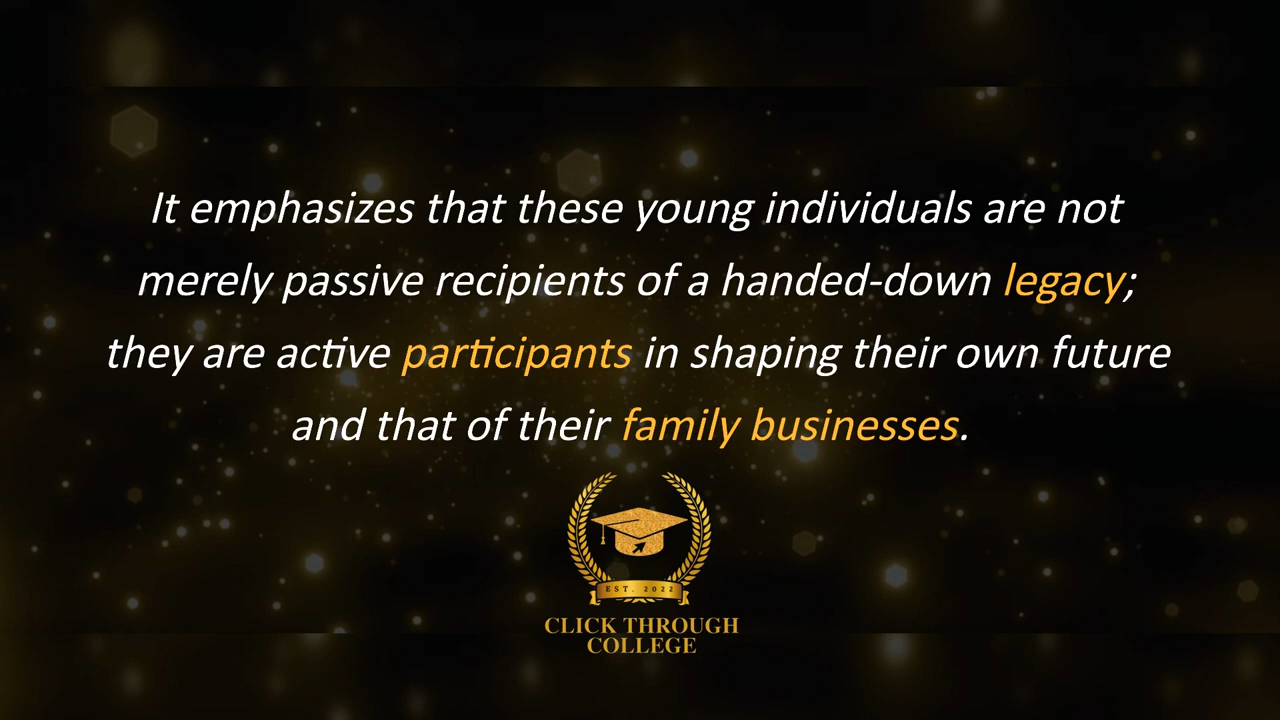 It emphasizes that these young individuals are not
merely passive recipients of a handed-down legacy;
they are active participants in shaping their own future
and that of their family businesses.
EST. 2022
CLICK THROUGH
COLLEGE